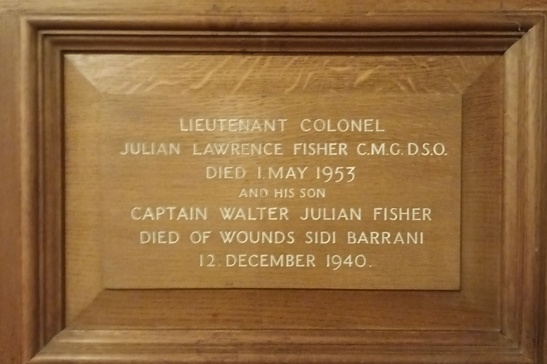 LIEUTENANT COLONEL
JULIAN LAWRENCE FISHER C.M.G. D.S.O.
DIED 1. MAY 1953
AND HIS SON
CAPTAIN WALTER JULIAN FISHER
DIED OF WOUNDS SIDI BARRANI
12. DECEMBER 1940.